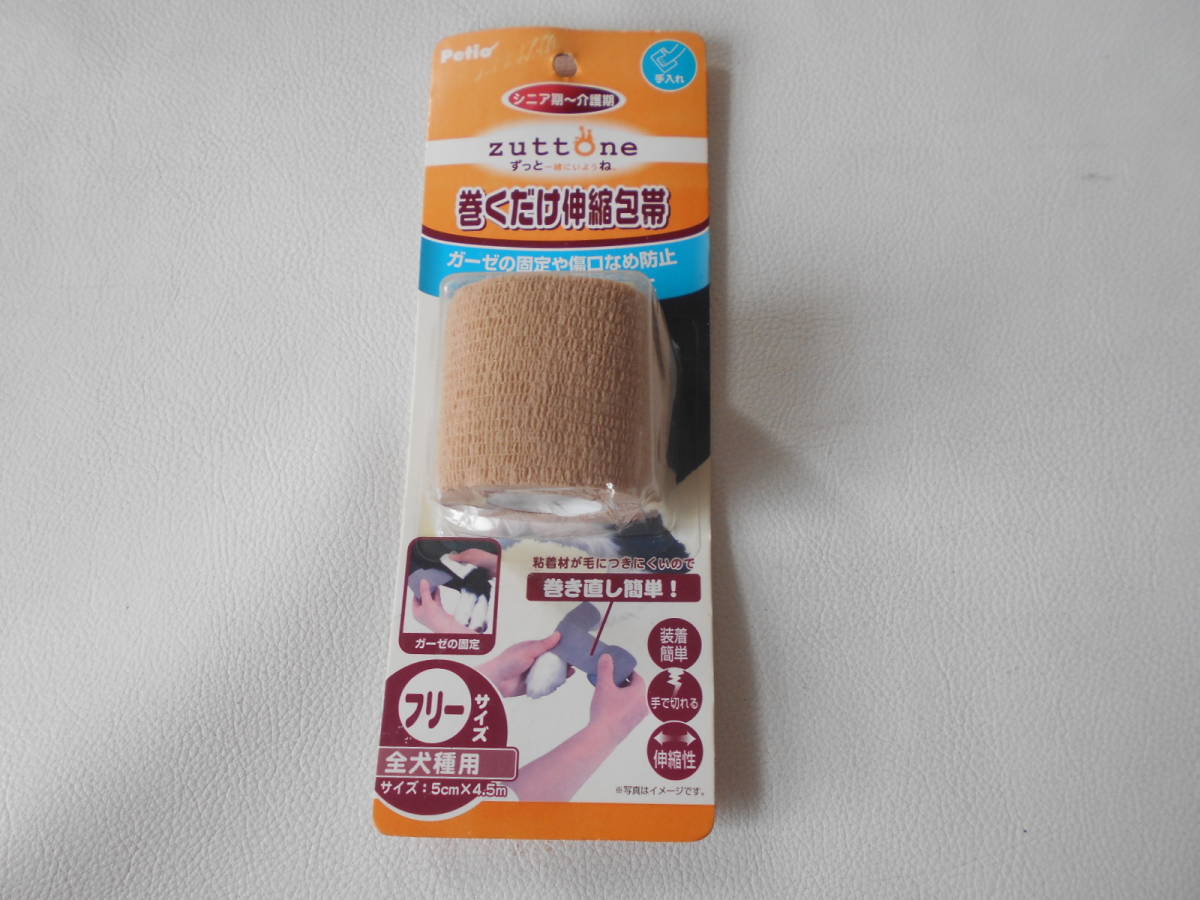 Petio
手入れ
シニア期～介護期
zuttone
ずっと一緒にいようね。
巻くだけ伸縮包帯
ガーゼの固定や傷口なめ防止
粘着材が毛につきにくいので
巻き直し簡単！
ガーゼの固定
装着
簡単
手で切れる
伸縮性
フリー
サイズ
全犬種用
サイズ：5cm×4.5m
※写真はイメージです。